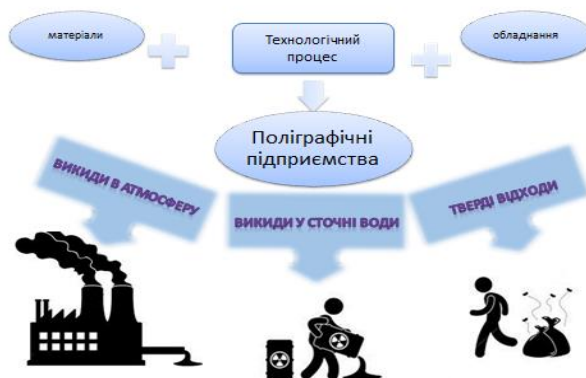 матеріали
Технологічний
процес
обладнання
Поліграфічні
підприємства
ВИКИДИ В АТМОСФЕРУ
ВИКИДИ У СТОЧНІ ВОДИ
ТВЕРДІ ВІДХОДИ